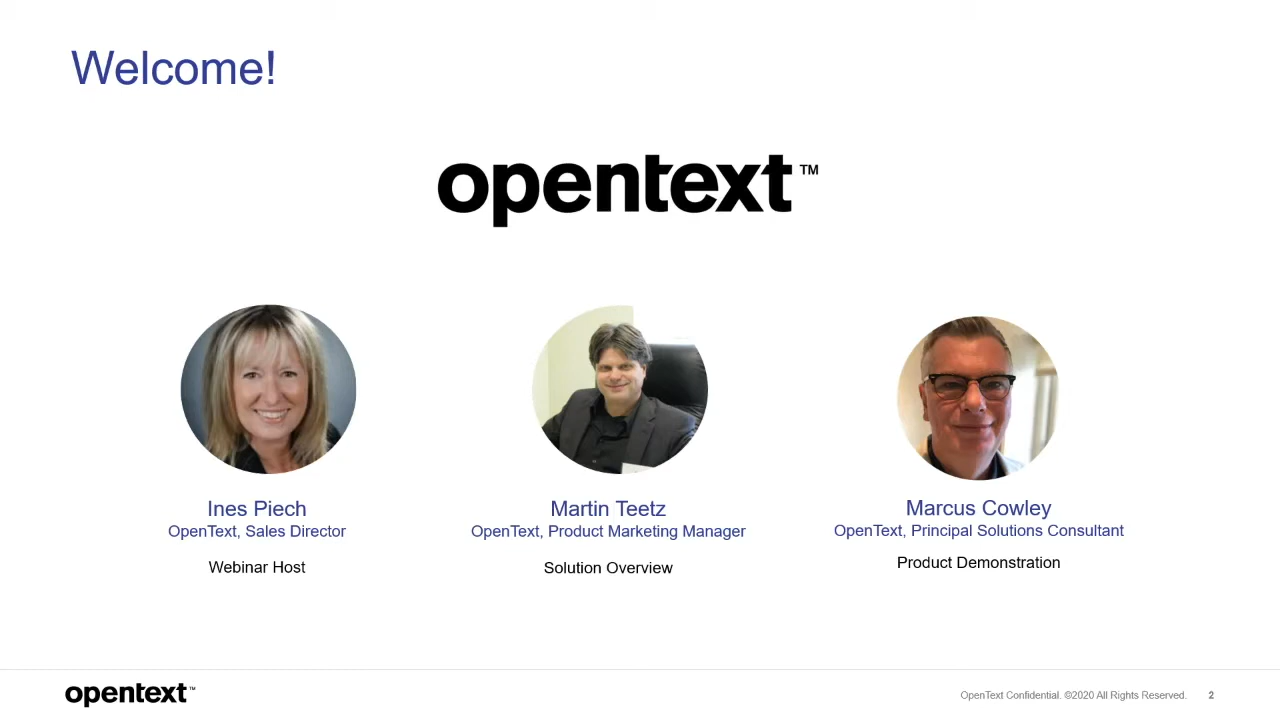 Welcome!
opentext™
Ines Piech
OpenText, Sales Director
Webinar Host
Martin Teetz
OpenText, Product Marketing Manager
Solution Overview
Marcus Cowley
OpenText, Principal Solutions Consultant
Product Demonstration
opentext™
OpenText Confidential. ©2020 All Rights Reserved. 2